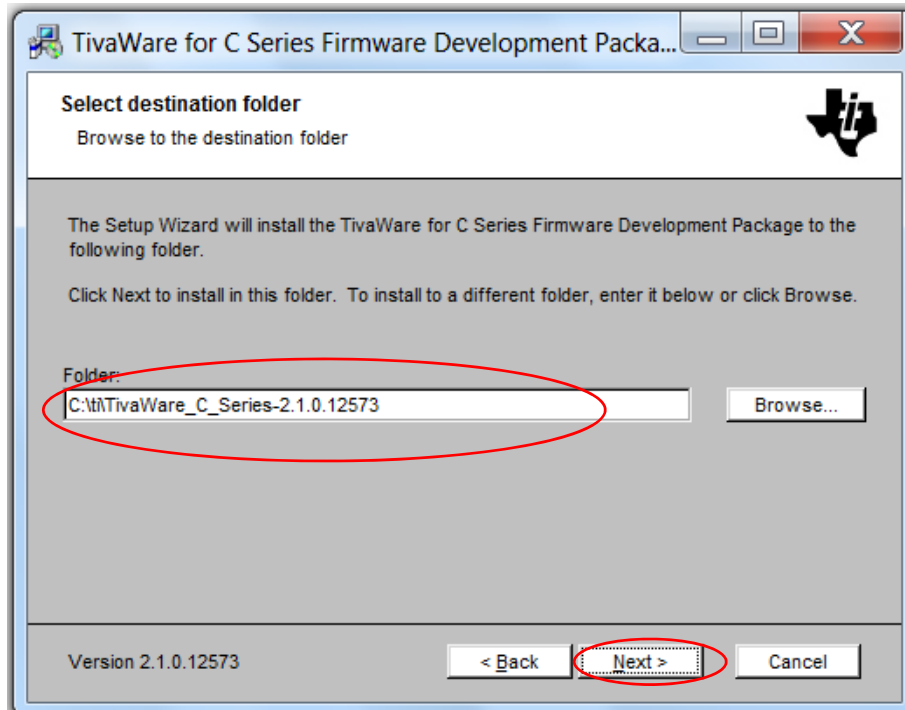 TivaWare for C Series Firmware Development Packa...
Select destination folder
Browse to the destination folder
The Setup Wizard will install the TivaWare for C Series Firmware Development Package to the
following folder.
Click Next to install in this folder.  To install to a different folder, enter it below or click Browse.
Folder:
C:\ti\TivaWare_C_Series-2.1.0.12573
Browse...
Version 2.1.0.12573
< Back
Next >
Cancel